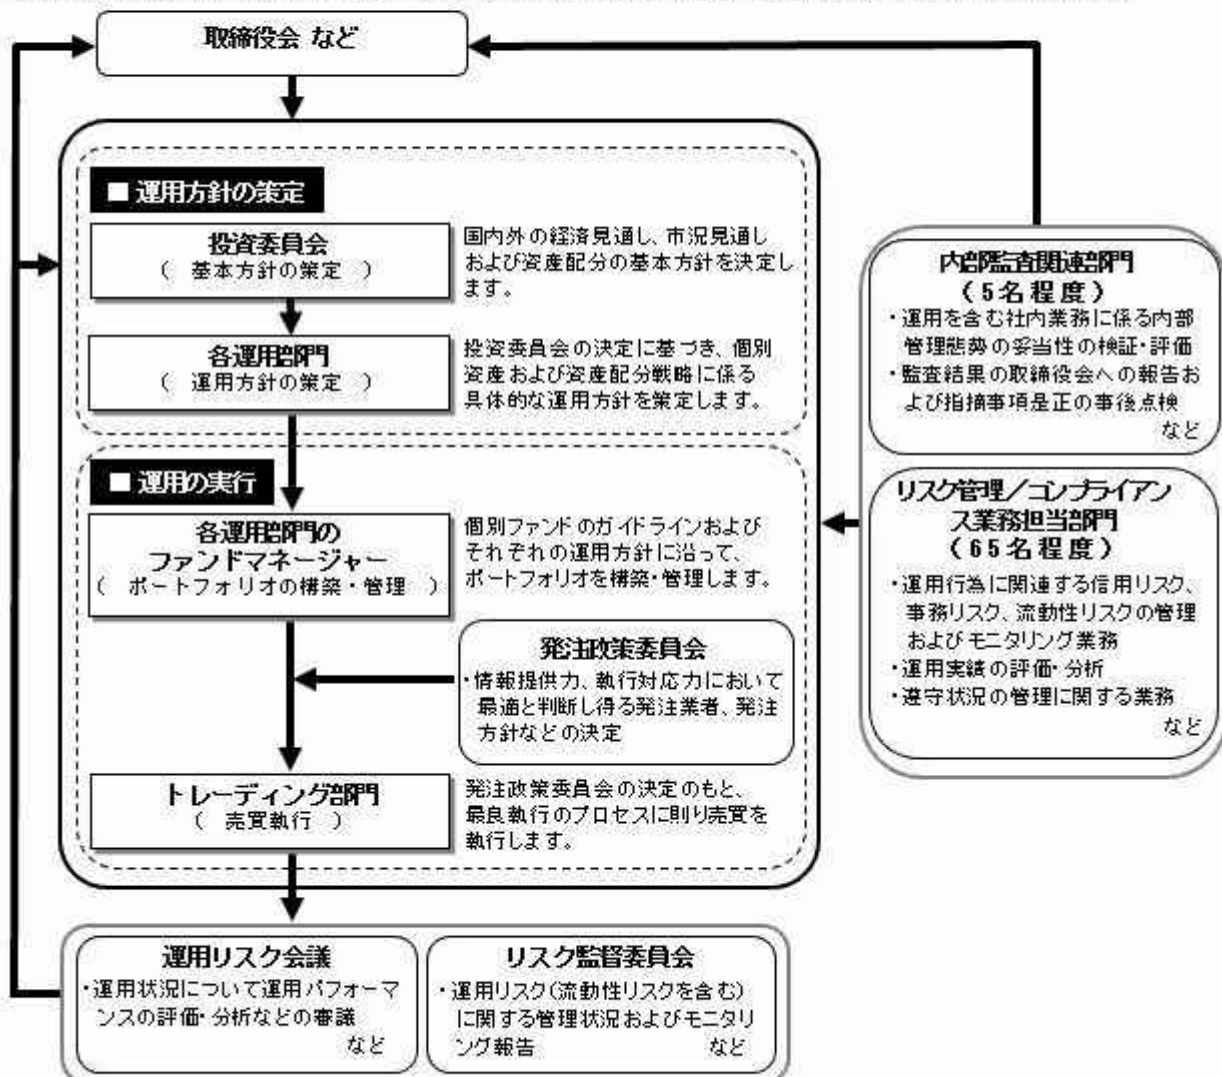 取締役会 など
■ 運用方針の策定
投資委員会
( 基本方針の策定 )
国内外の経済見通し、市況見通し
および資産配分の基本方針を決定し
ます。
各運用部門
( 運用方針の策定 )
投資委員会の決定に基づき、個別
資産および資産配分戦略に係る
具体的な運用方針を策定します。
■ 運用の実行
各運用部門の
ファンドマネージャー
( ポートフォリオの構築・管理 )
個別ファンドのガイドラインおよび
それぞれの運用方針に沿って、
ポートフォリオを構築・管理します。
発注政策委員会
・情報提供力、執行対応力において
最適と判断し得る発注業者、発注
方針などの決定
トレーディング部門
( 売買執行 )
発注政策委員会の決定のもと、
最良執行のプロセスに則り売買を
執行します。
内部監査関連部門
(5名程度)
・運用を含む社内業務に係る内部
管理態勢の妥当性の検証・評価
・監査結果の取締役会への報告お
よび指摘事項是正の事後点検
など
リスク管理/コンプライアン
ス業務担当部門
(65名程度)
・運用行為に関連する信用リスク、
事務リスク、流動性リスクの管理
およびモニタリング業務
・運用実績の評価・分析
・遵守状況の管理に関する業務
など
運用リスク会議
・運用状況について運用パフォーマ
ンスの評価・分析などの審議
など
リスク監督委員会
・運用リスク(流動性リスクを含む)
に関する管理状況およびモニタリ
ング報告 など